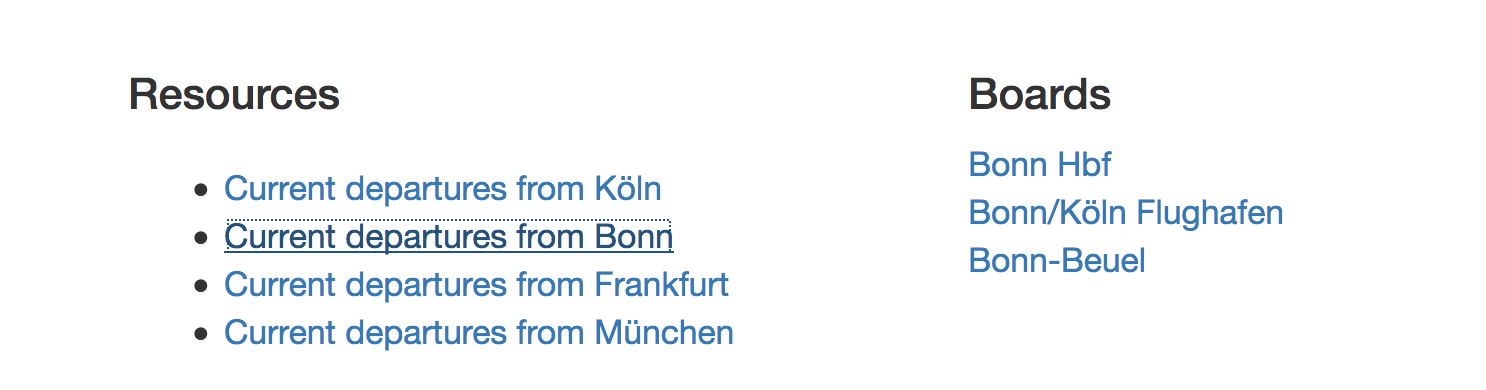 Resources
Current departures from Köln
Current departures from Bonn
Current departures from Frankfurt
Current departures from München
Boards
Bonn Hbf
Bonn/Köln Flughafen
Bonn-Beuel